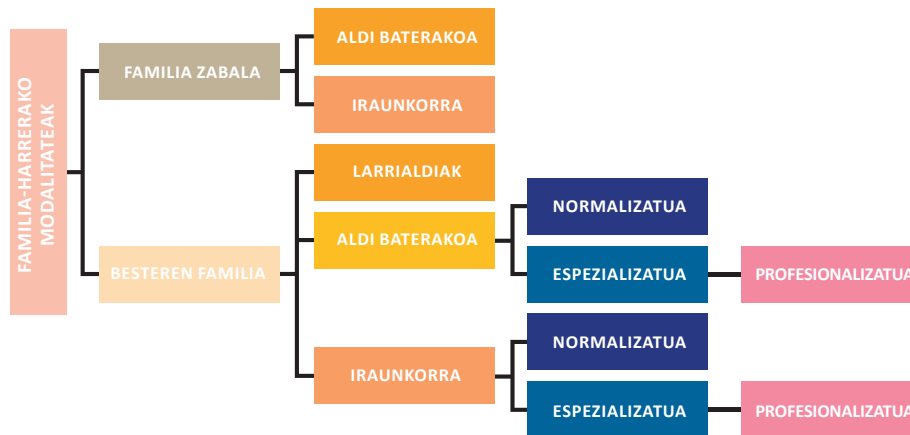 FAMILIA-HARRERAKO
MODALITATEAK
FAMILIA ZABALA
ALDI BATERAKOA
IRAUNKORRA
BESTEREN FAMILIA
LARRIALDIAK
ALDI BATERAKOA
NORMALIZATUA
ESPEZIALIZATUA
PROFESIONALIZATUA
IRAUNKORRA
NORMALIZATUA
ESPEZIALIZATUA
PROFESIONALIZATUA